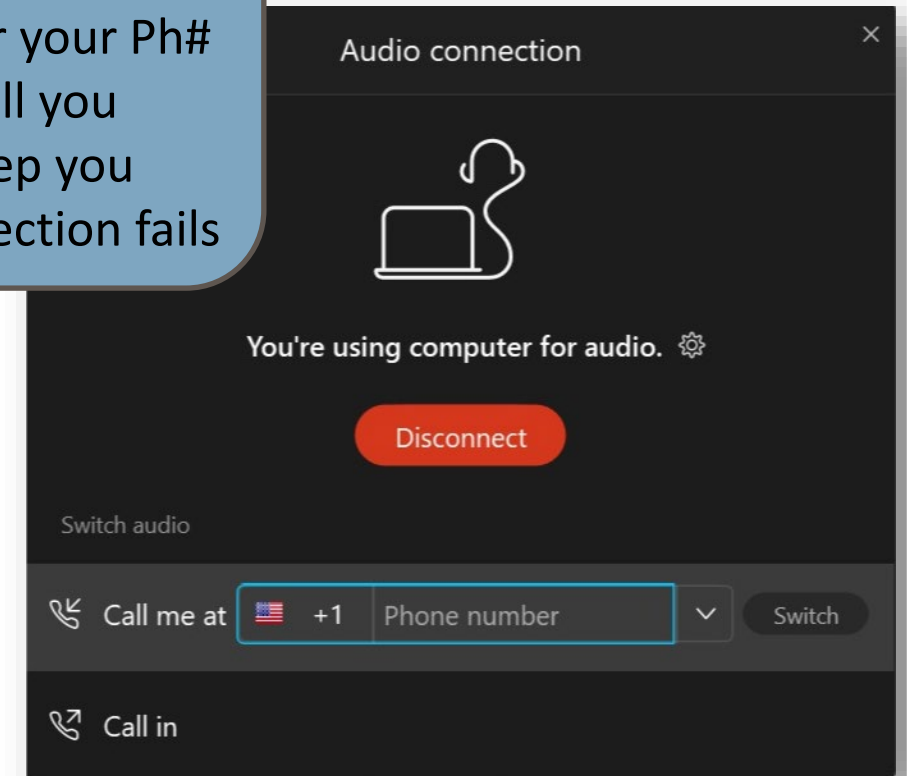 r your Ph#
ll you
ep you
ection fails
Audio connection
You're using computer for audio.
Disconnect
Switch audio
Call me at +1 Phone number Switch
Call in